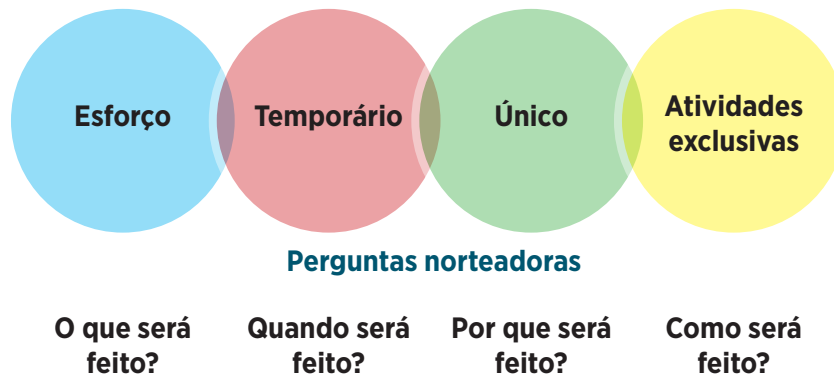 Esforço
Temporário
Único
Atividades
exclusivas
Perguntas norteadoras
O que será
feito?
Quando será
feito?
Por que será
feito?
Como será
feito?